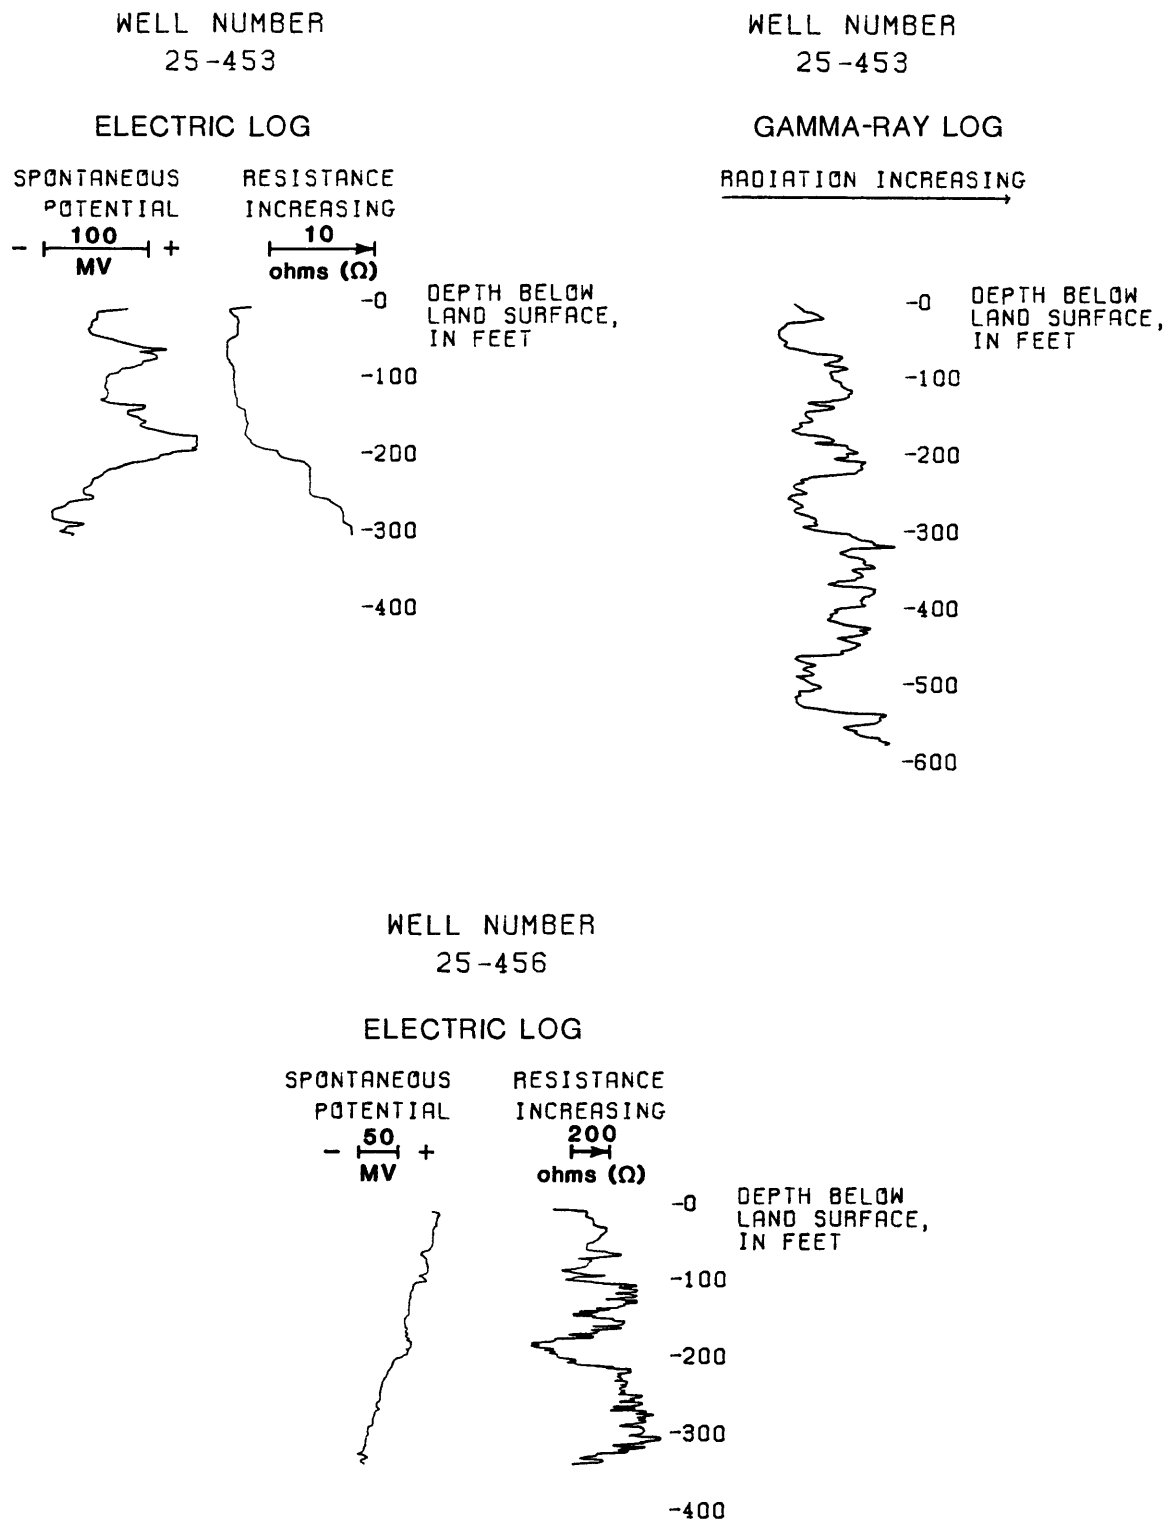 WELL NUMBER
25-453
ELECTRIC LOG
SPONTANEOUS
POTENTIAL
- 100 +
MV
RESISTANCE
INCREASING
10
ohms (Ω)
-0
DEPTH BELOW
LAND SURFACE,
IN FEET
-100
-200
-300
-400
WELL NUMBER
25-453
GAMMA-RAY LOG
RADIATION INCREASING
-0
DEPTH BELOW
LAND SURFACE,
IN FEET
-100
-200
-300
-400
-500
-600
WELL NUMBER
25-456
ELECTRIC LOG
SPONTANEOUS
POTENTIAL
- 50 +
MV
RESISTANCE
INCREASING
200
ohms (Ω)
-0
DEPTH BELOW
LAND SURFACE,
IN FEET
-100
-200
-300
-400